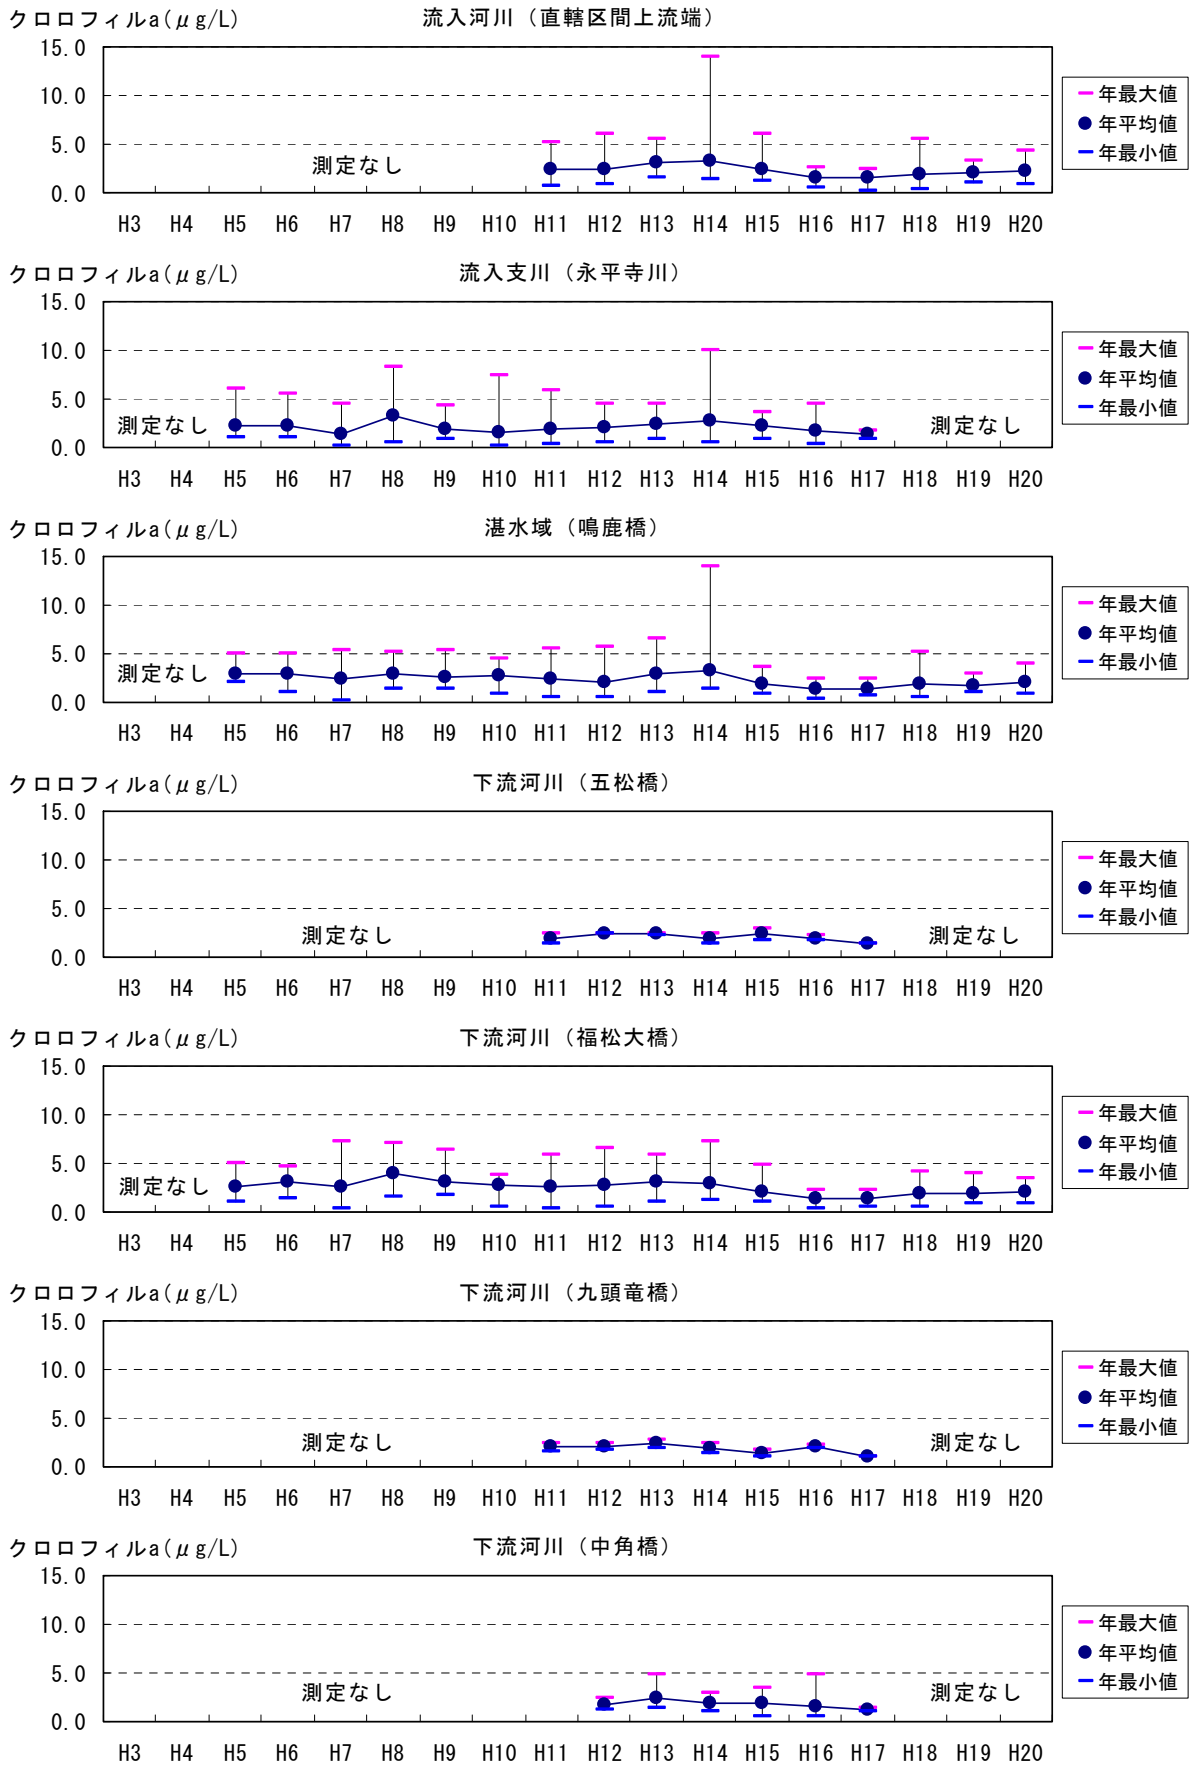 クロロフィルa(μg/L) 流入河川（直轄区間上流端）
15.0
10.0
5.0
0.0
測定なし
H3 H4 H5 H6 H7 H8 H9 H10 H11 H12 H13 H14 H15 H16 H17 H18 H19 H20
年最大値
年平均値
年最小値
クロロフィルa(μg/L) 流入支川（永平寺川）
15.0
10.0
5.0
0.0
測定なし 測定なし
H3 H4 H5 H6 H7 H8 H9 H10 H11 H12 H13 H14 H15 H16 H17 H18 H19 H20
年最大値
年平均値
年最小値
クロロフィルa(μg/L) 湛水域（鳴鹿橋）
15.0
10.0
5.0
0.0
測定なし
H3 H4 H5 H6 H7 H8 H9 H10 H11 H12 H13 H14 H15 H16 H17 H18 H19 H20
年最大値
年平均値
年最小値
クロロフィルa(μg/L) 下流河川（五松橋）
15.0
10.0
5.0
0.0
測定なし 測定なし
H3 H4 H5 H6 H7 H8 H9 H10 H11 H12 H13 H14 H15 H16 H17 H18 H19 H20
年最大値
年平均値
年最小値
クロロフィルa(μg/L) 下流河川（福松大橋）
15.0
10.0
5.0
0.0
測定なし
H3 H4 H5 H6 H7 H8 H9 H10 H11 H12 H13 H14 H15 H16 H17 H18 H19 H20
年最大値
年平均値
年最小値
クロロフィルa(μg/L) 下流河川（九頭竜橋）
15.0
10.0
5.0
0.0
測定なし 測定なし
H3 H4 H5 H6 H7 H8 H9 H10 H11 H12 H13 H14 H15 H16 H17 H18 H19 H20
年最大値
年平均値
年最小値
クロロフィルa(μg/L) 下流河川（中角橋）
15.0
10.0
5.0
0.0
測定なし 測定なし
H3 H4 H5 H6 H7 H8 H9 H10 H11 H12 H13 H14 H15 H16 H17 H18 H19 H20
年最大値
年平均値
年最小値